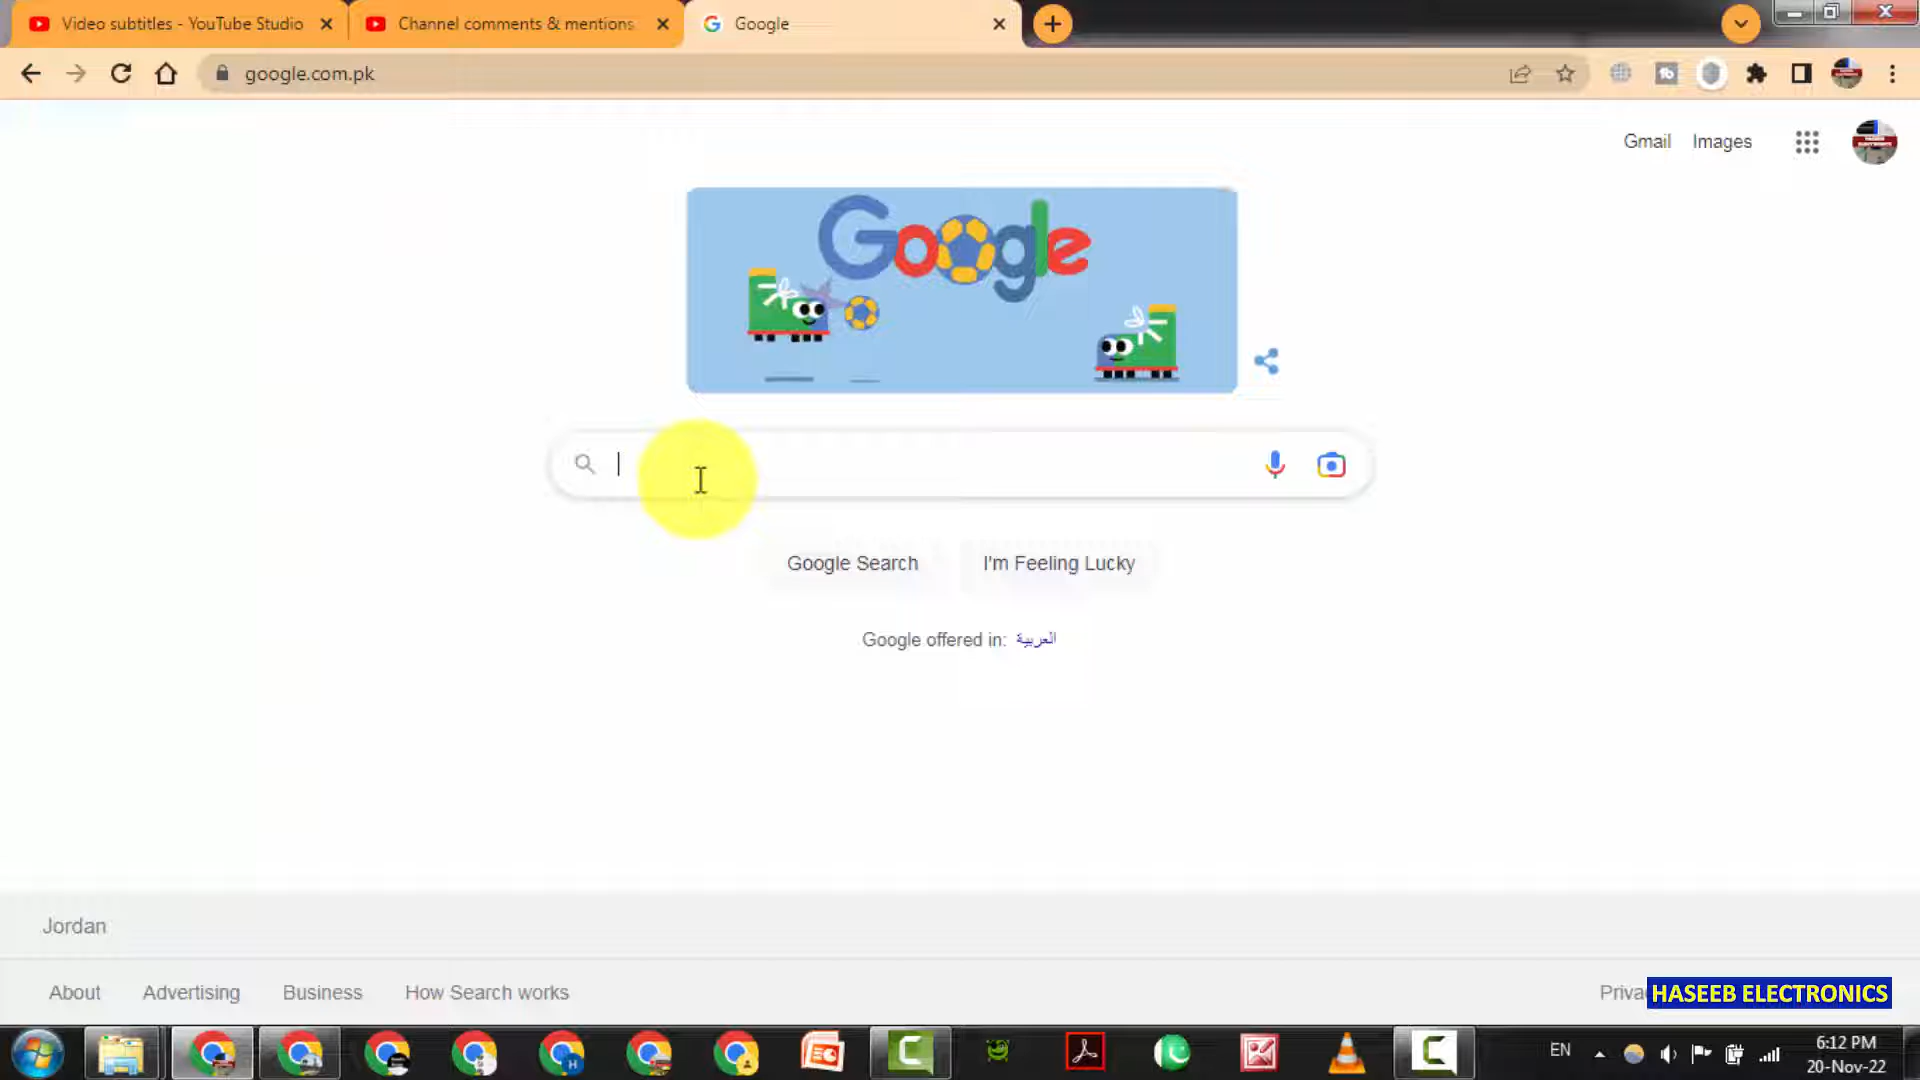 Video subtitles - YouTube Studio
Channel comments & mentions
Google
google.com.pk
Gmail Images
Google
Google Search I'm Feeling Lucky
Google offered in: العربية
Jordan
About Advertising Business How Search works
HASEEB ELECTRONICS
EN
6:12 PM
20-Nov-22